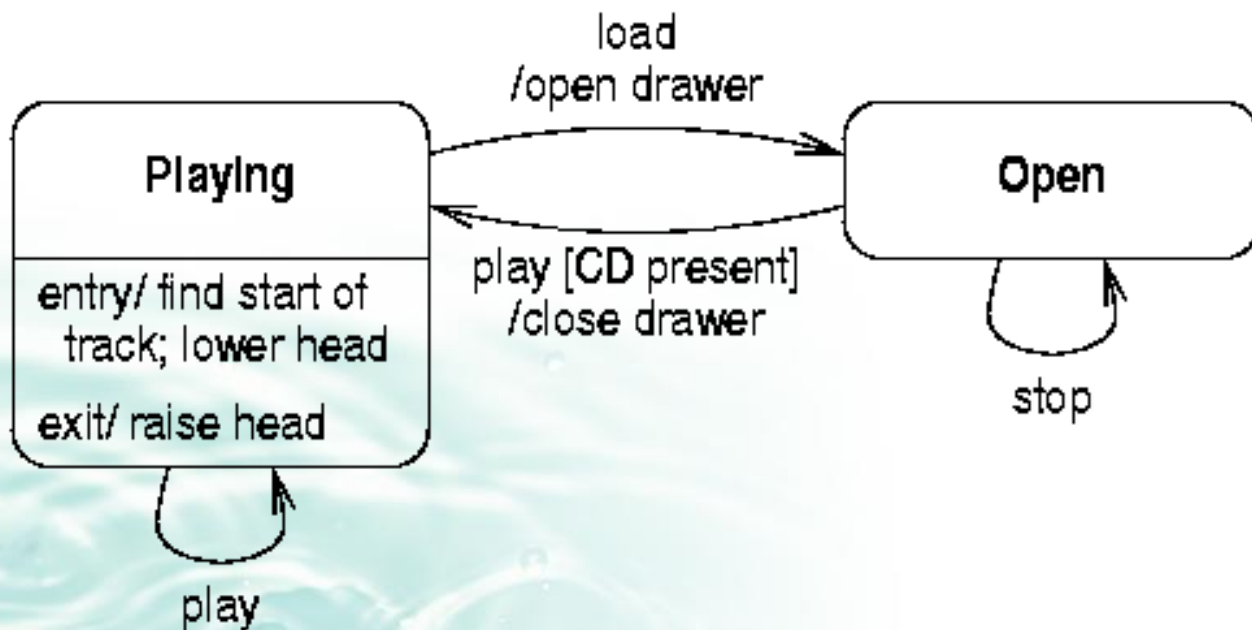 load
/open drawer
Playing
Open
entry/ find start of
track; lower head
exit/ raise head
play [CD present]
/close drawer
stop
play